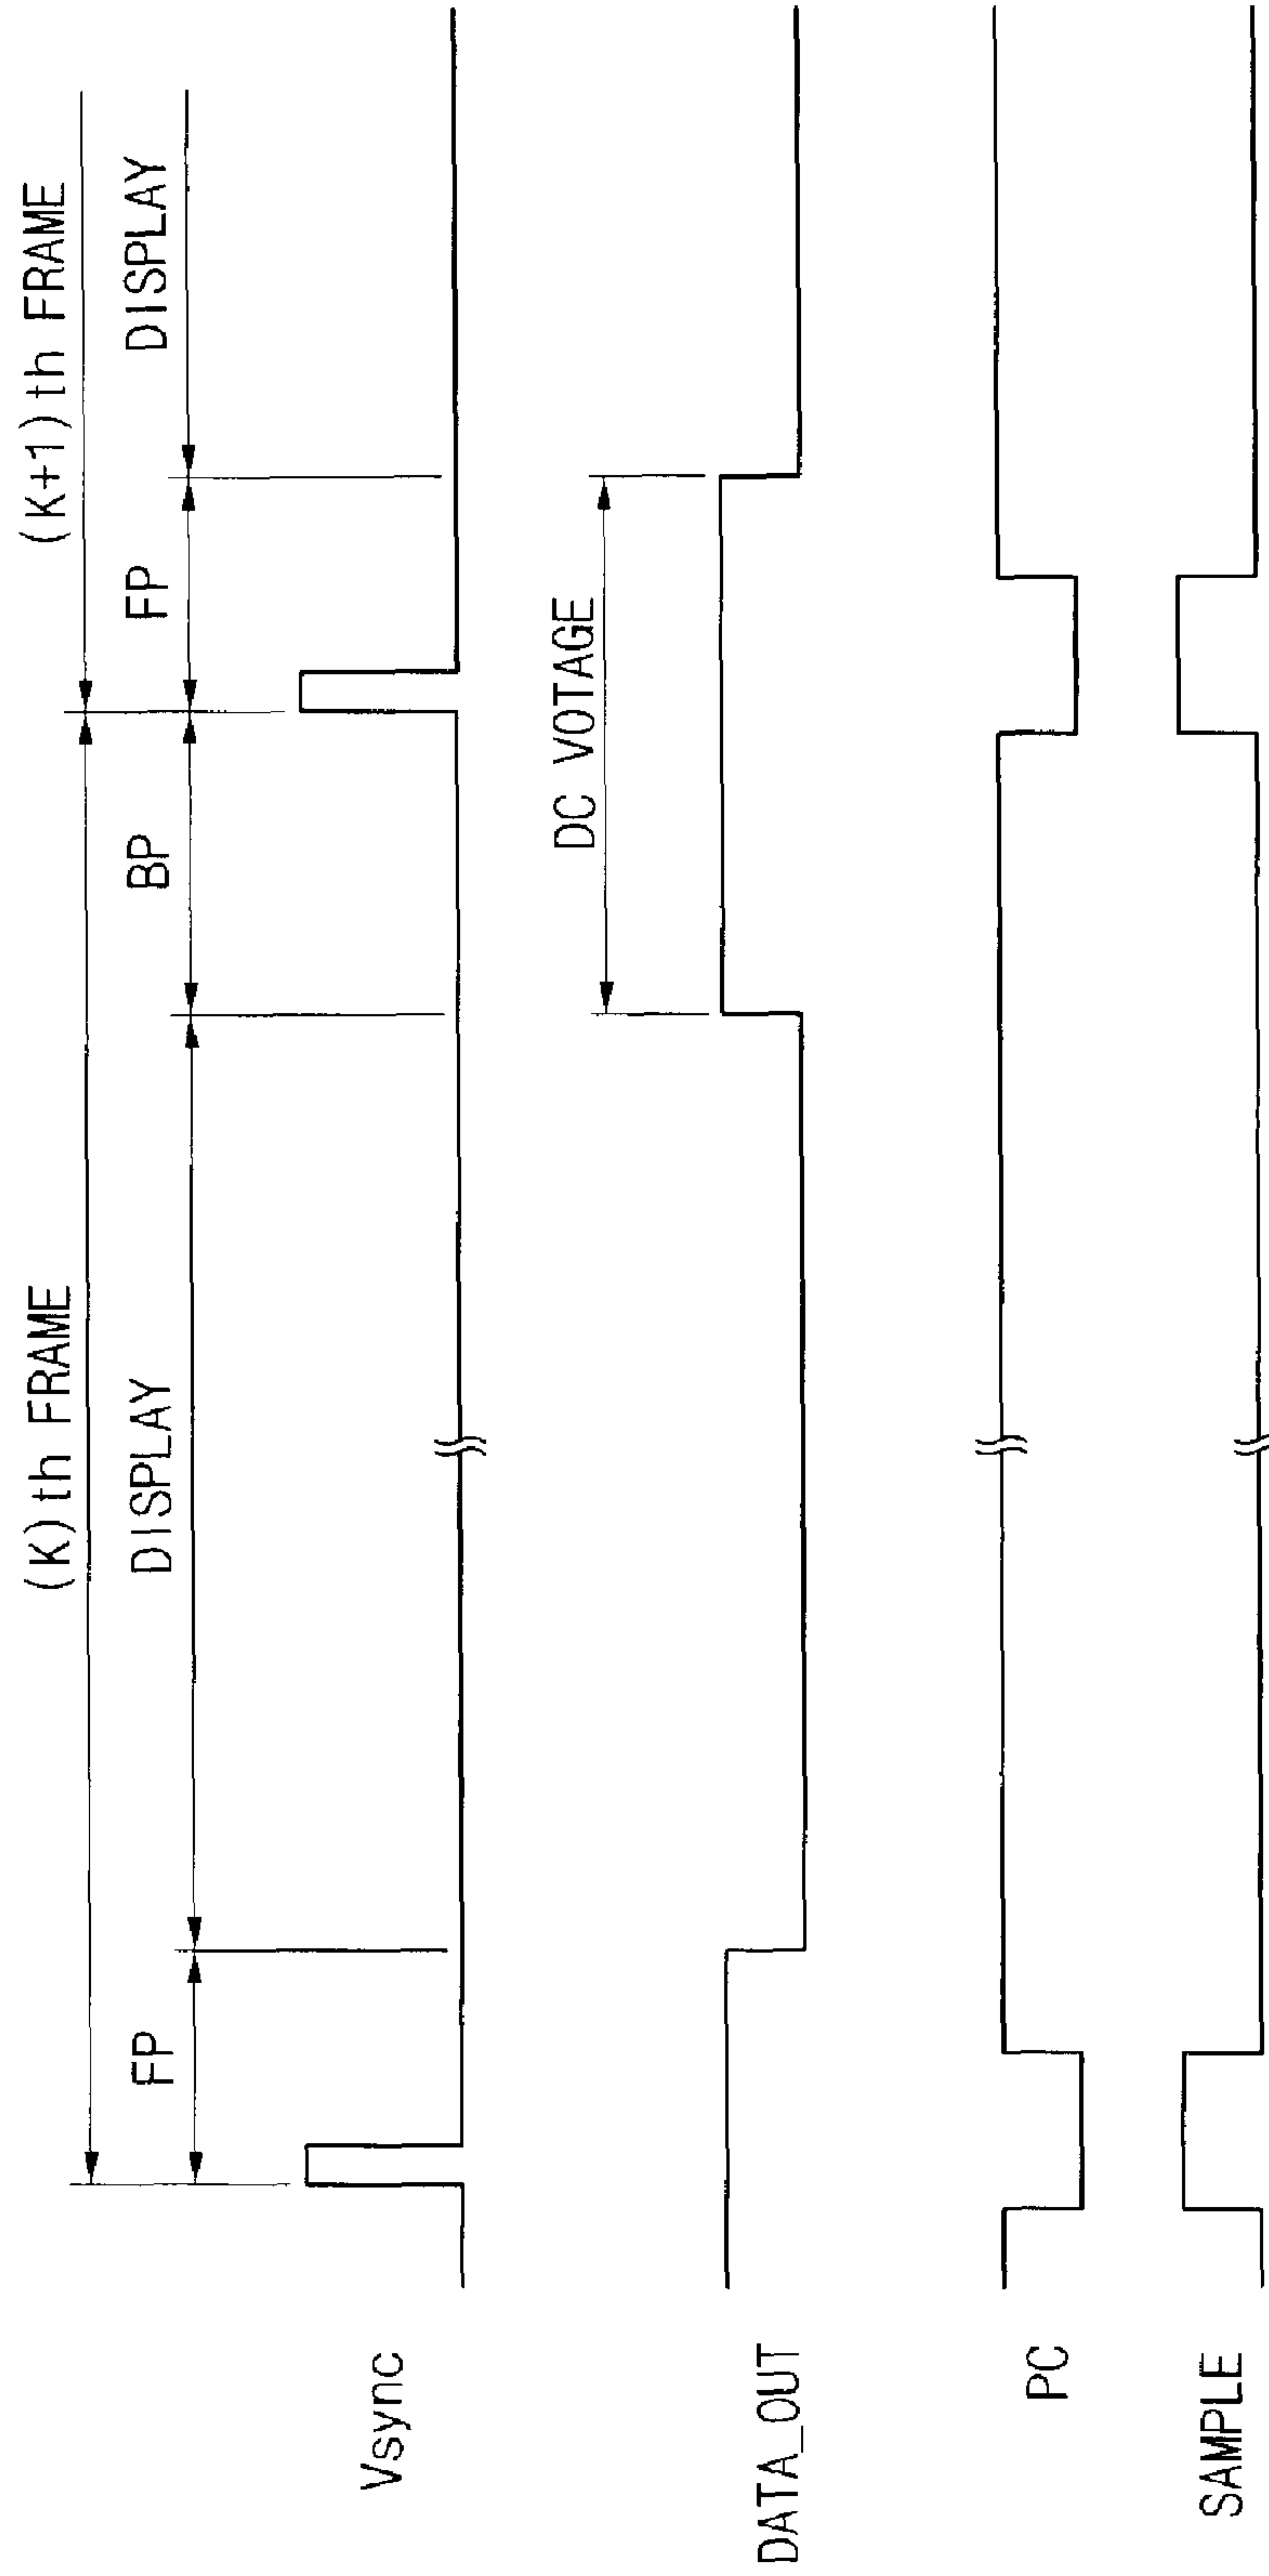 (K)th FRAME
(K+1)th FRAME
FP
DISPLAY
BP
FP
DISPLAY
Vsync
DC VOTAGE
DATA_OUT
PC
SAMPLE